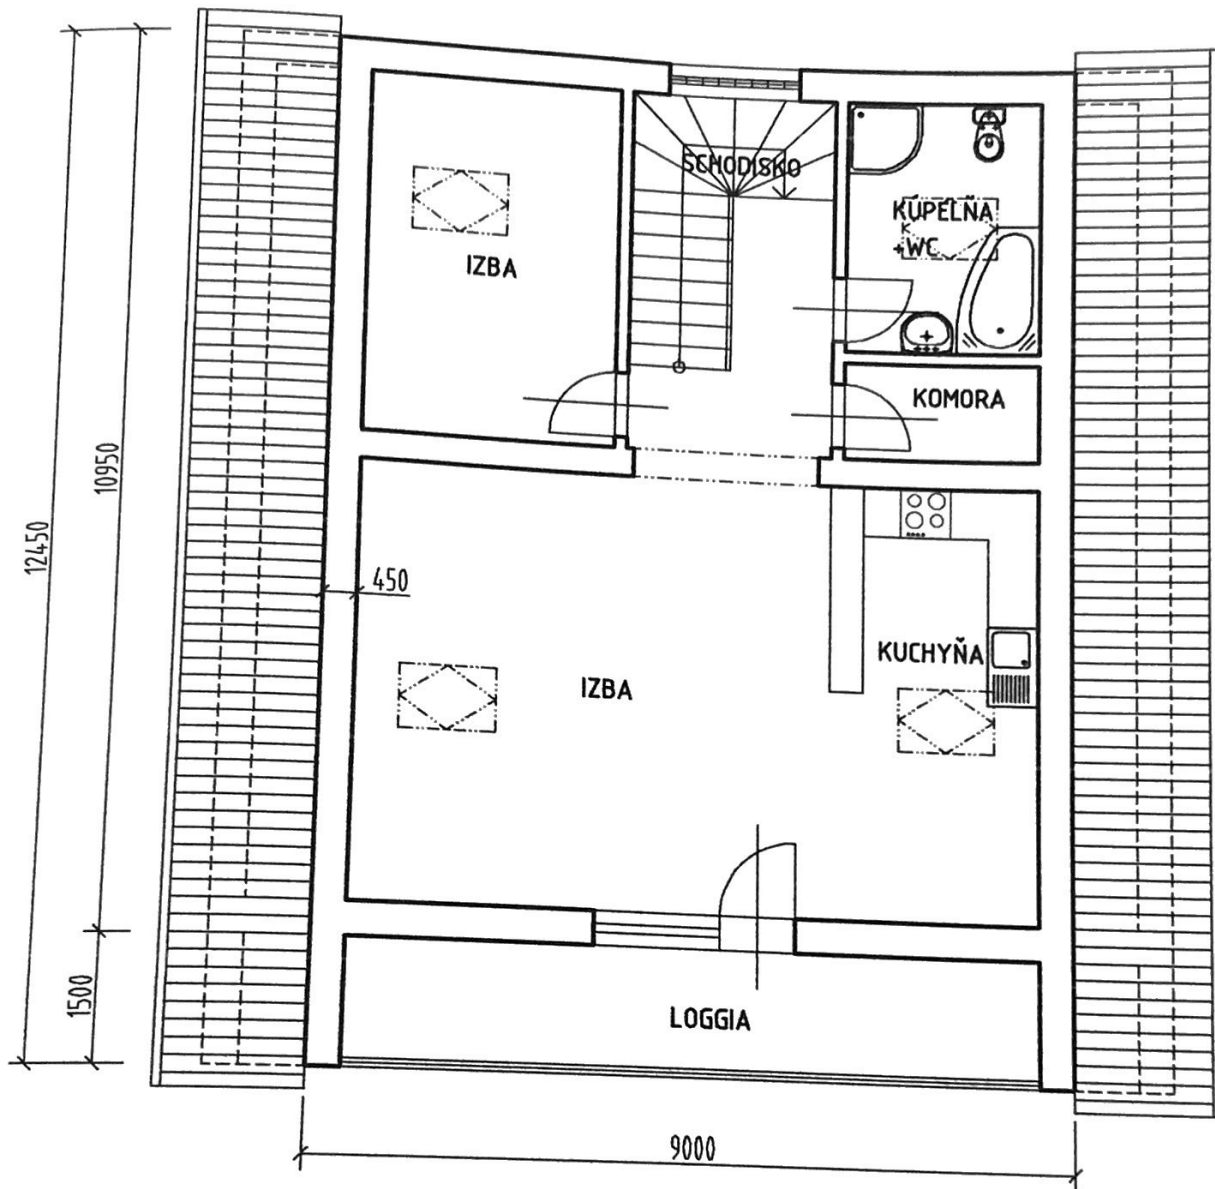 SCHODISKO
KÚPEĽŇA
+WC
IZBA
KOMORA
10950
12450
450
KUCHYŇA
IZBA
1500
LOGGIA
9000